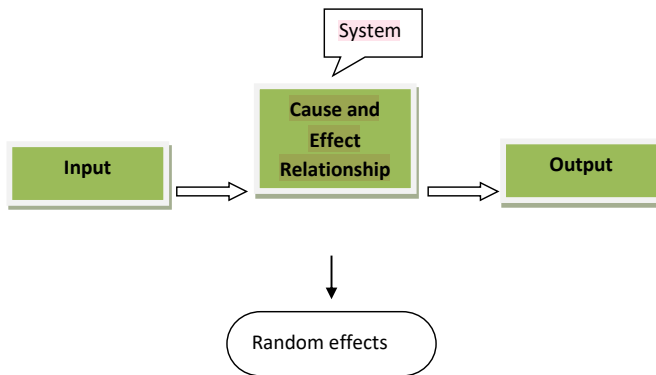 System
Cause and
Effect
Relationship
Input
Output
Random effects